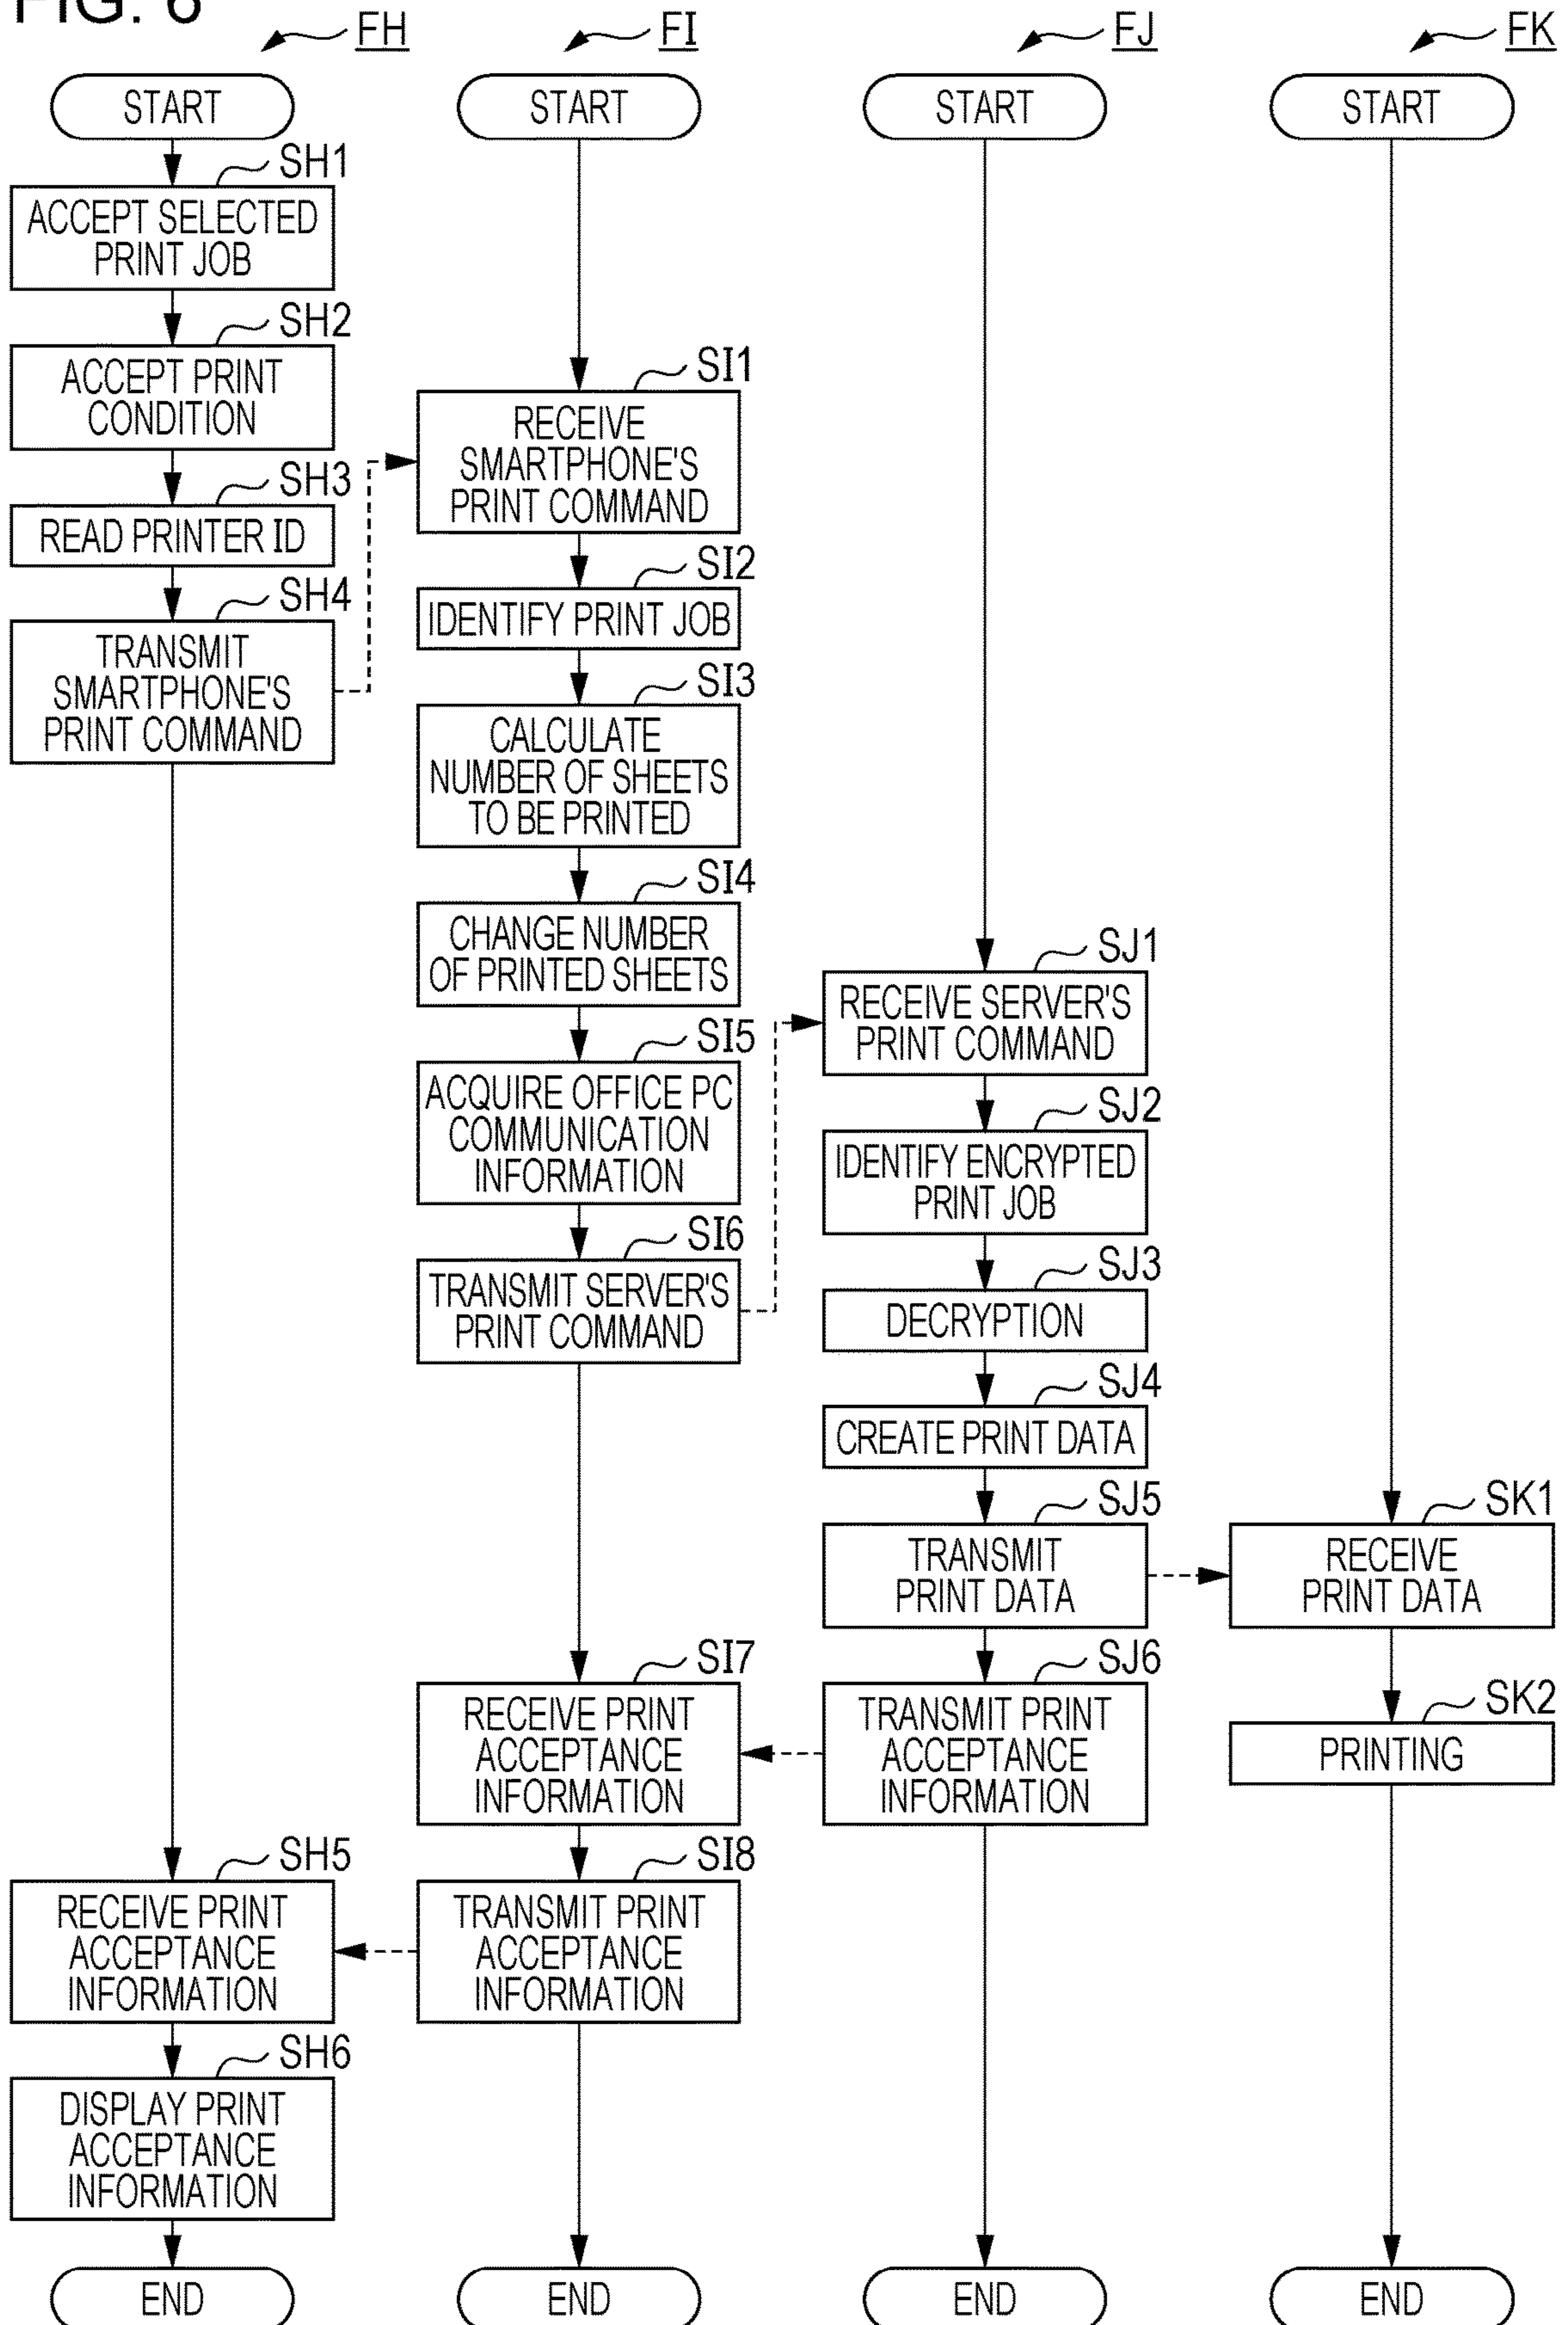 FIG. 6
FH
FI
FJ
FK
START
START
START
START
SH1
ACCEPT SELECTED
PRINT JOB
SH2
ACCEPT PRINT
CONDITION
SH3
READ PRINTER ID
SH4
TRANSMIT
SMARTPHONE'S
PRINT COMMAND
SI1
RECEIVE
SMARTPHONE'S
PRINT COMMAND
SI2
IDENTIFY PRINT JOB
SI3
CALCULATE
NUMBER OF SHEETS
TO BE PRINTED
SI4
CHANGE NUMBER
OF PRINTED SHEETS
SI5
ACQUIRE OFFICE PC
COMMUNICATION
INFORMATION
SI6
TRANSMIT SERVER'S
PRINT COMMAND
SJ1
RECEIVE SERVER'S
PRINT COMMAND
SJ2
IDENTIFY ENCRYPTED
PRINT JOB
SJ3
DECRYPTION
SJ4
CREATE PRINT DATA
SJ5
TRANSMIT
PRINT DATA
SK1
RECEIVE
PRINT DATA
SK2
PRINTING
SJ6
TRANSMIT PRINT
ACCEPTANCE
INFORMATION
SI7
RECEIVE PRINT
ACCEPTANCE
INFORMATION
SI8
TRANSMIT PRINT
ACCEPTANCE
INFORMATION
SH5
RECEIVE PRINT
ACCEPTANCE
INFORMATION
SH6
DISPLAY PRINT
ACCEPTANCE
INFORMATION
END
END
END
END